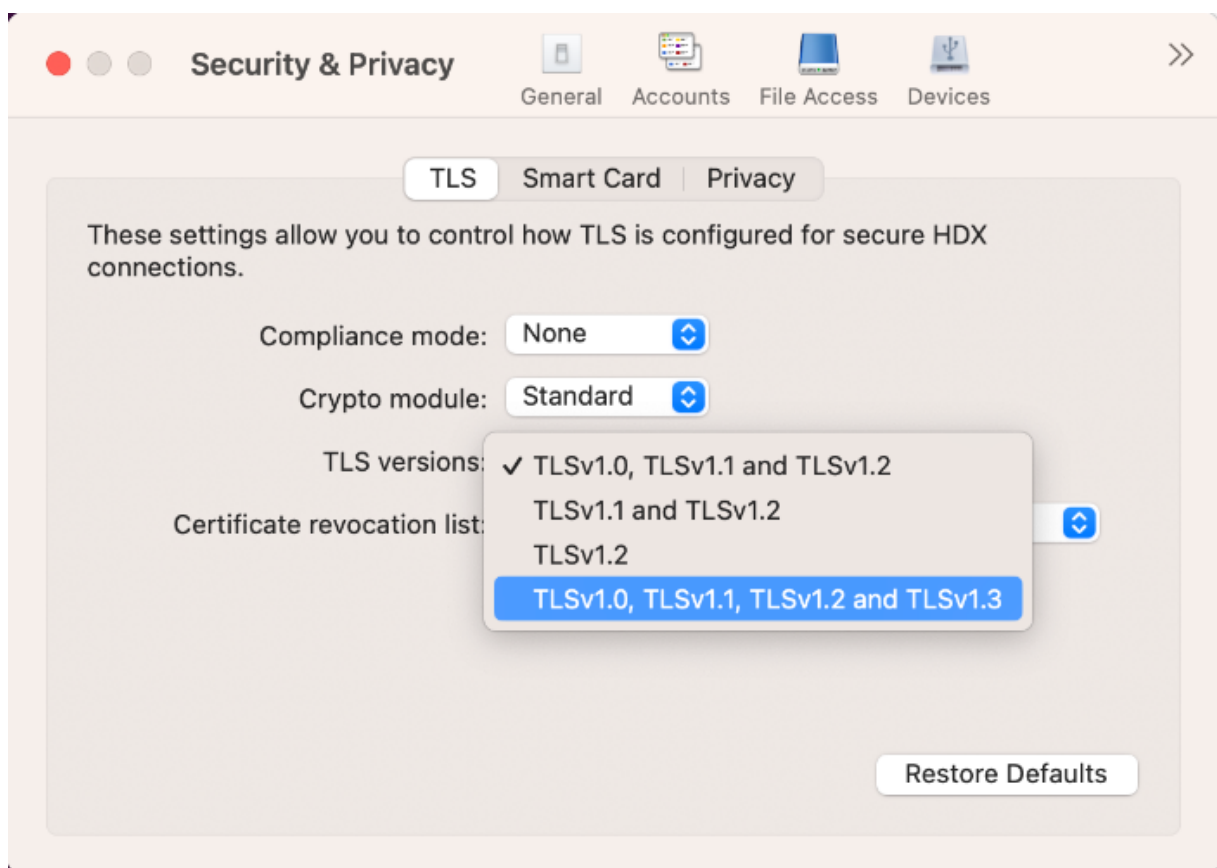 Security & Privacy
General
Accounts
File Access
Devices
TLS
Smart Card
Privacy
These settings allow you to control how TLS is configured for secure HDX
connections.
Compliance mode: None
Crypto module: Standard
TLS versions: ✓ TLSv1.0, TLSv1.1 and TLSv1.2
TLSv1.1 and TLSv1.2
Certificate revocation list:
TLSv1.2
TLSv1.0, TLSv1.1, TLSv1.2 and TLSv1.3
Restore Defaults